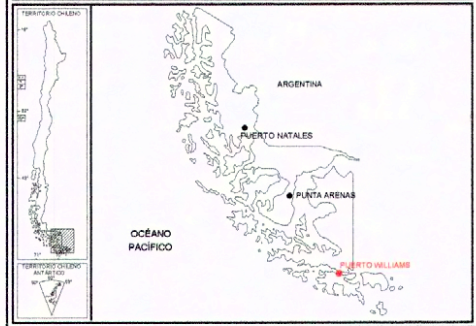 TERRITORIO CHILENO
ARGENTINA
PUERTO NATALES
PUNTA ARENAS
OCÉANO
PACÍFICO
PUERTO WILLIAMS
TERRITORIO CHILENO
ANTÁRTICO